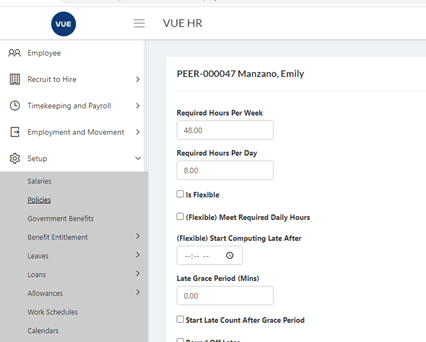 VUE
VUE HR
Employee
Recruit to Hire
Timekeeping and Payroll
Employment and Movement
Setup
Salaries
Policies
Government Benefits
Benefit Entitlement
Leaves
Loans
Allowances
Work Schedules
Calendars
PEER-000047 Manzano, Emily
Required Hours Per Week
48.00
Required Hours Per Day
8.00
Is Flexible
(Flexible) Meet Required Daily Hours
(Flexible) Start Computing Late After
--:-- --
Late Grace Period (Mins)
0.00
Start Late Count After Grace Period